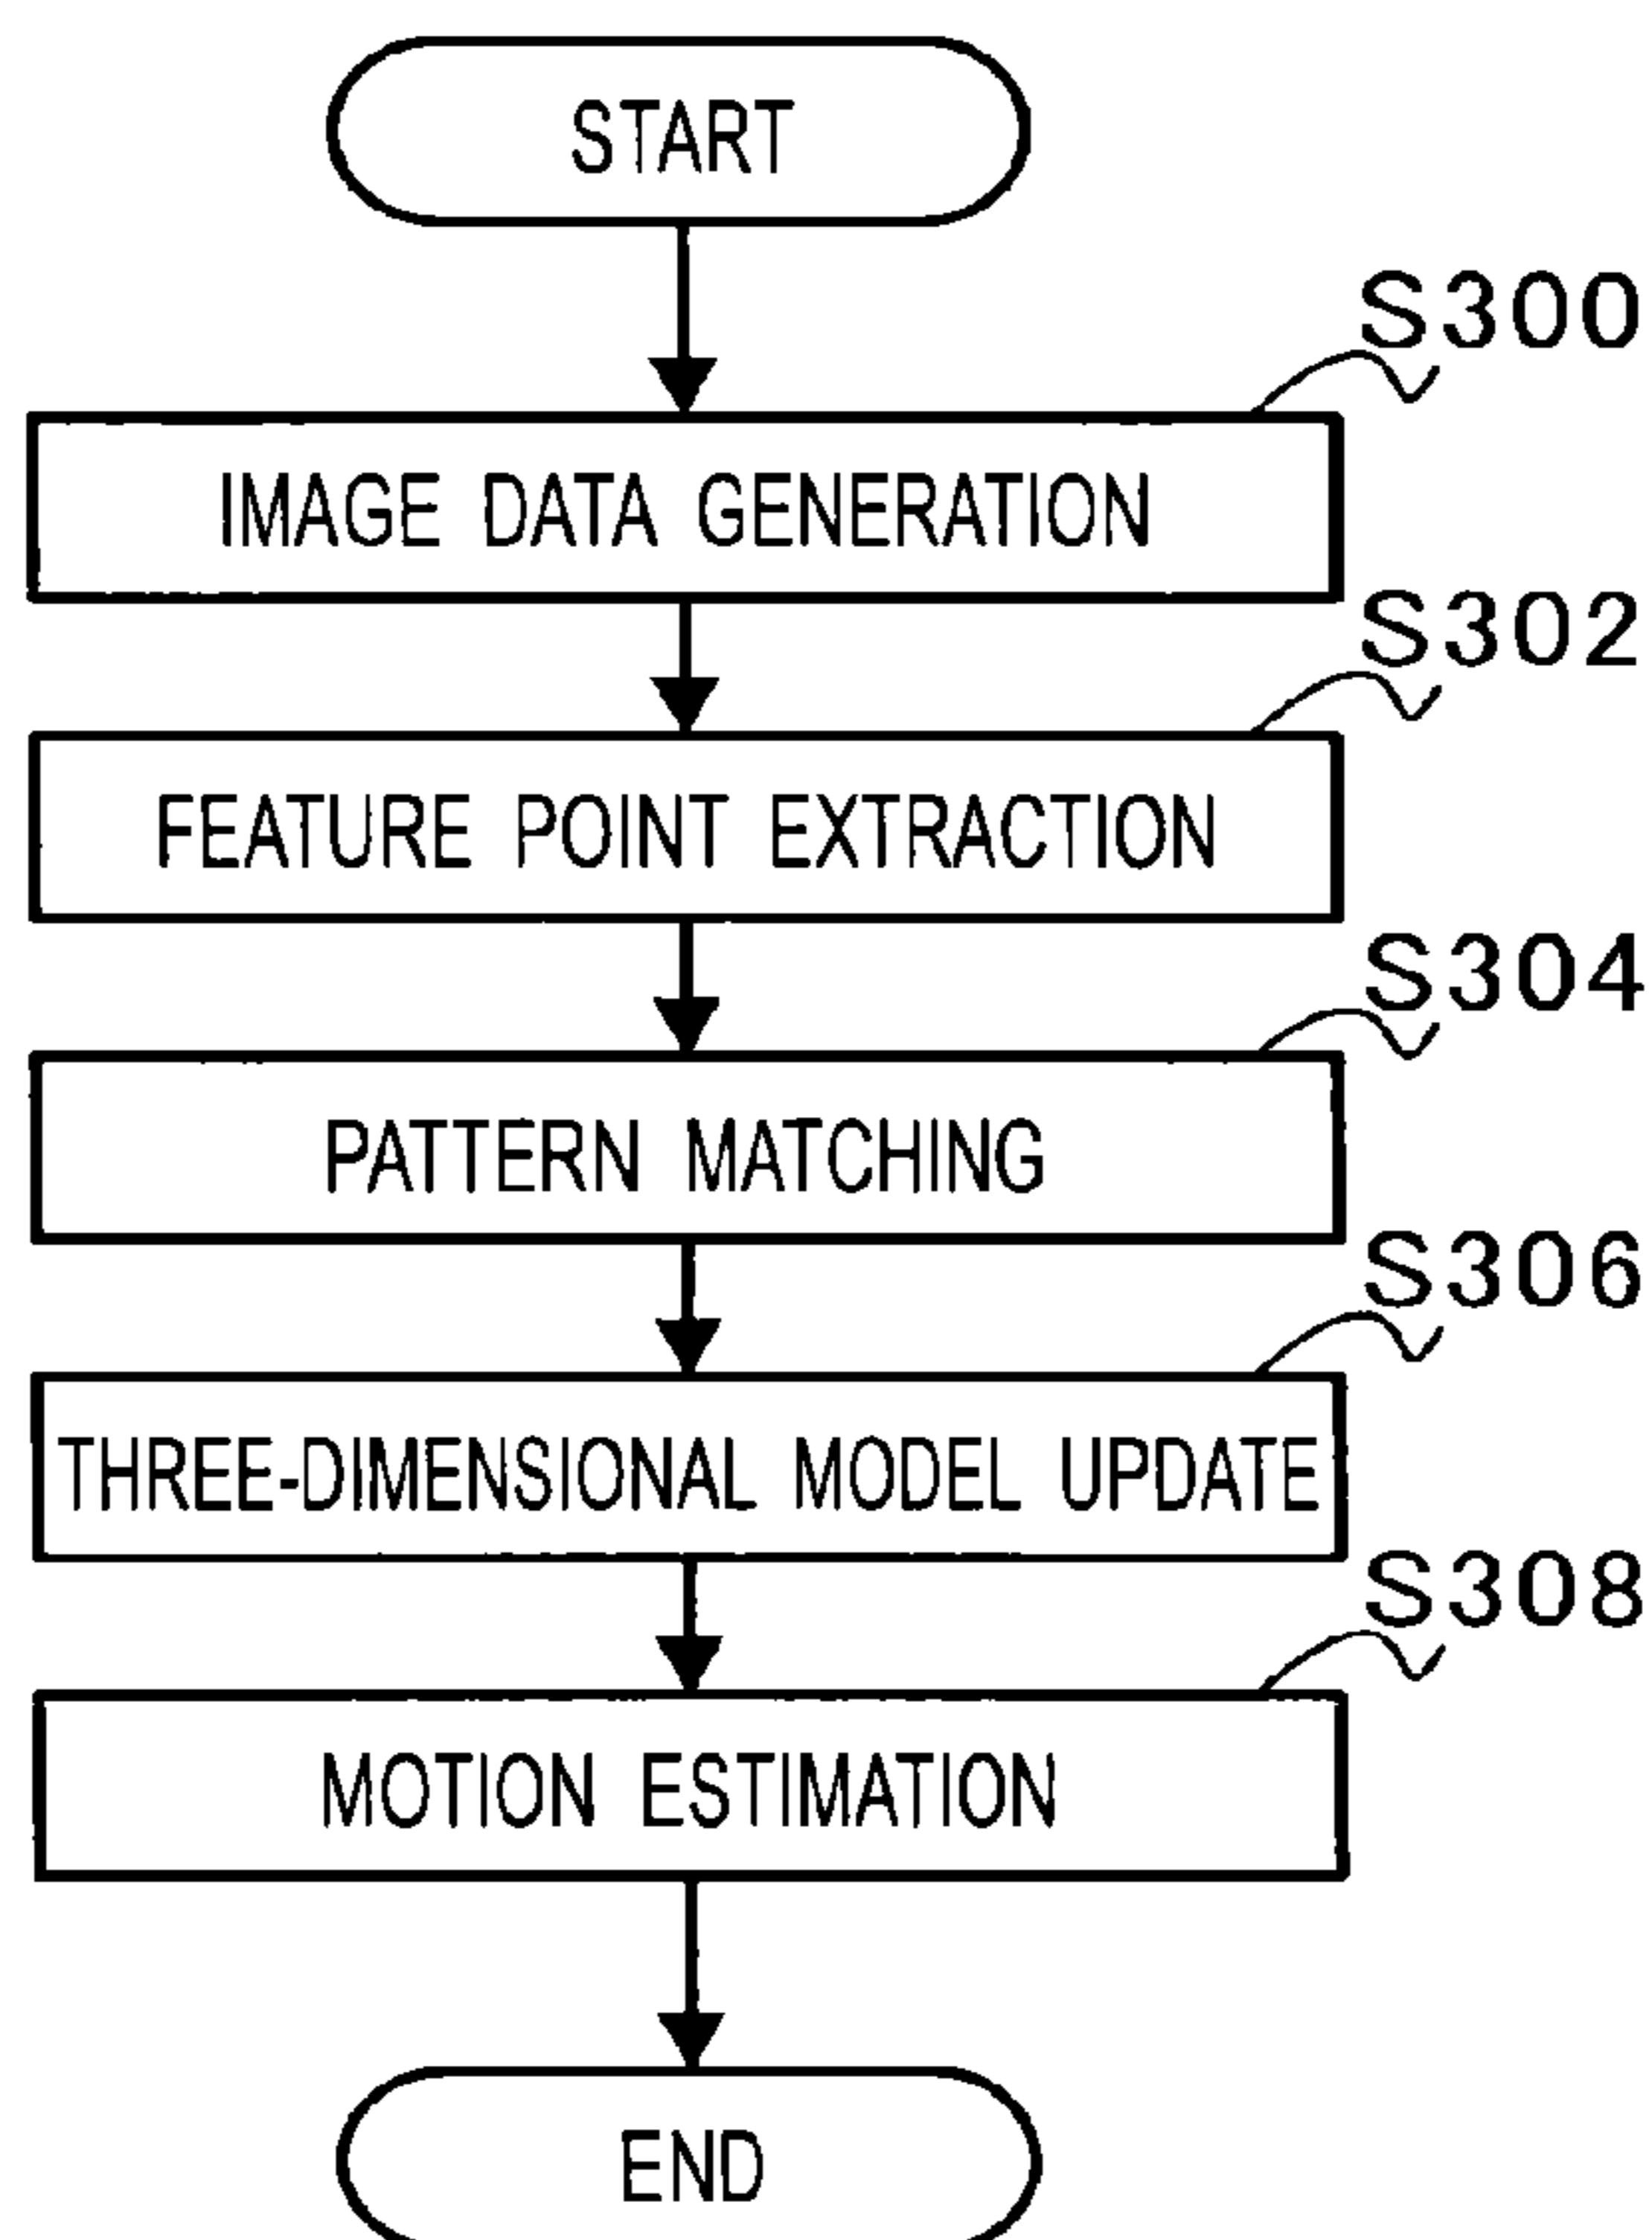 START
S300
IMAGE DATA GENERATION
S302
FEATURE POINT EXTRACTION
S304
PATTERN MATCHING
S306
THREE-DIMENSIONAL MODEL UPDATE
S308
MOTION ESTIMATION
END